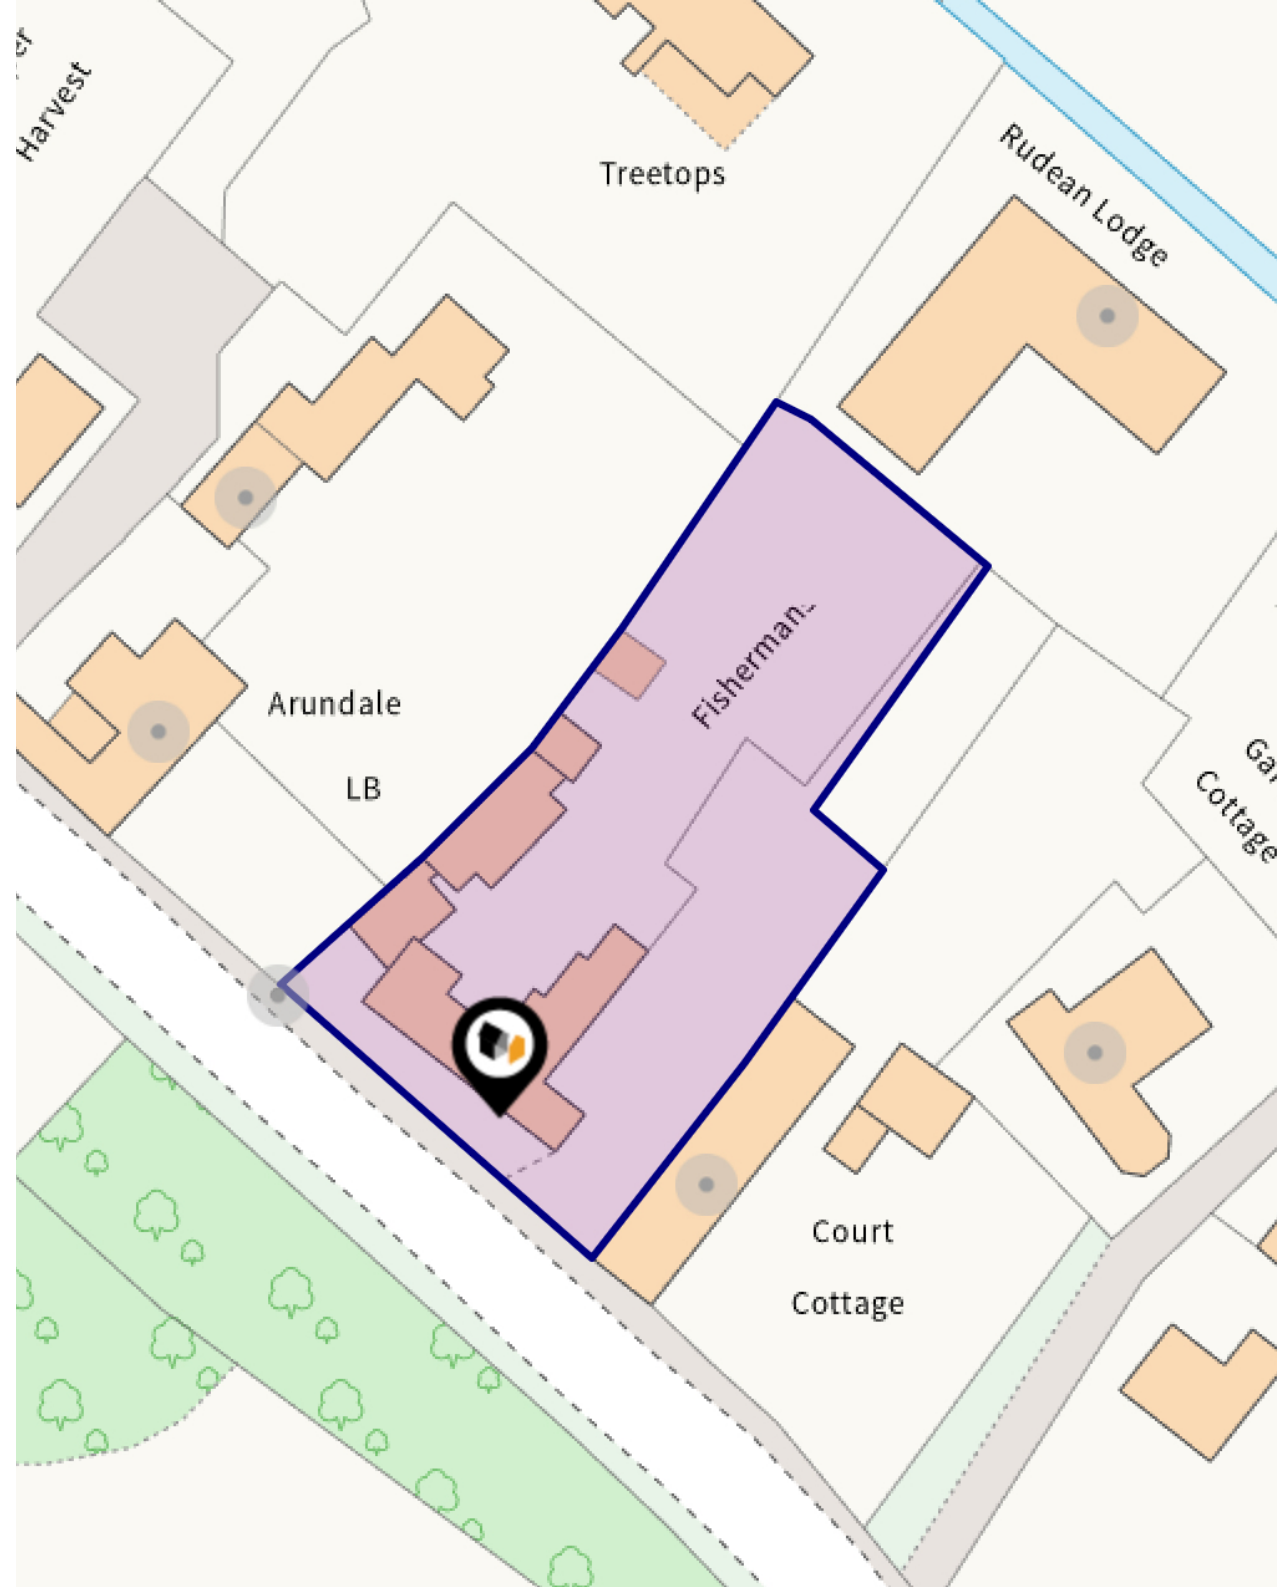 Harvest
Treetops
Rudean Lodge
Fisherman..
Arundale
LB
Cottage
Court
Cottage